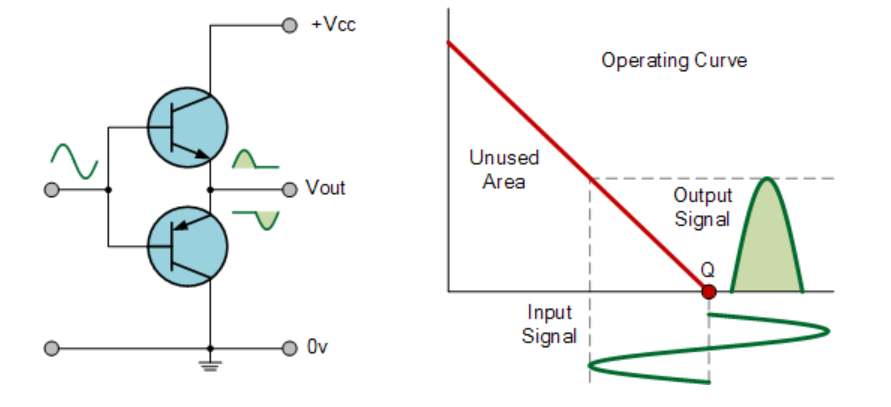 +Vcc
Vout
0v
Operating Curve
Unused
Area
Output
Signal
Q
Input
Signal